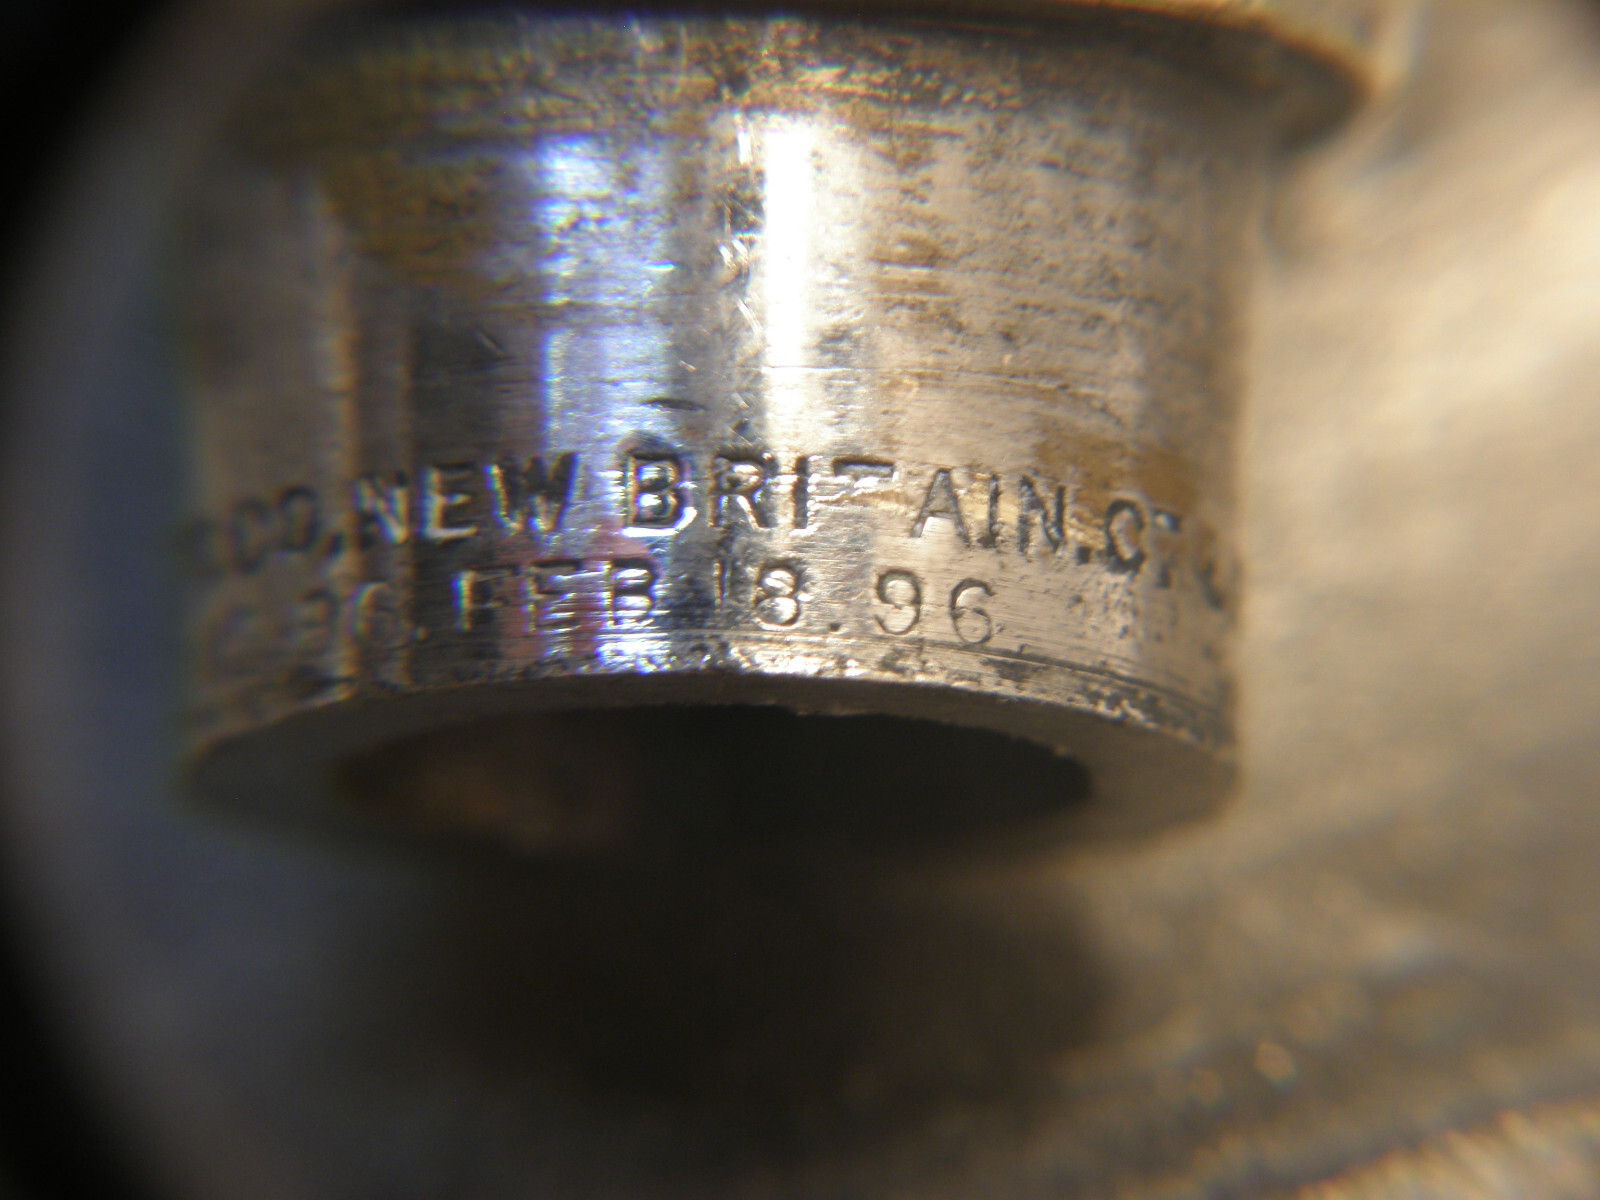 CO. NEW BRITAIN. CT. U
FEB. 18. 96